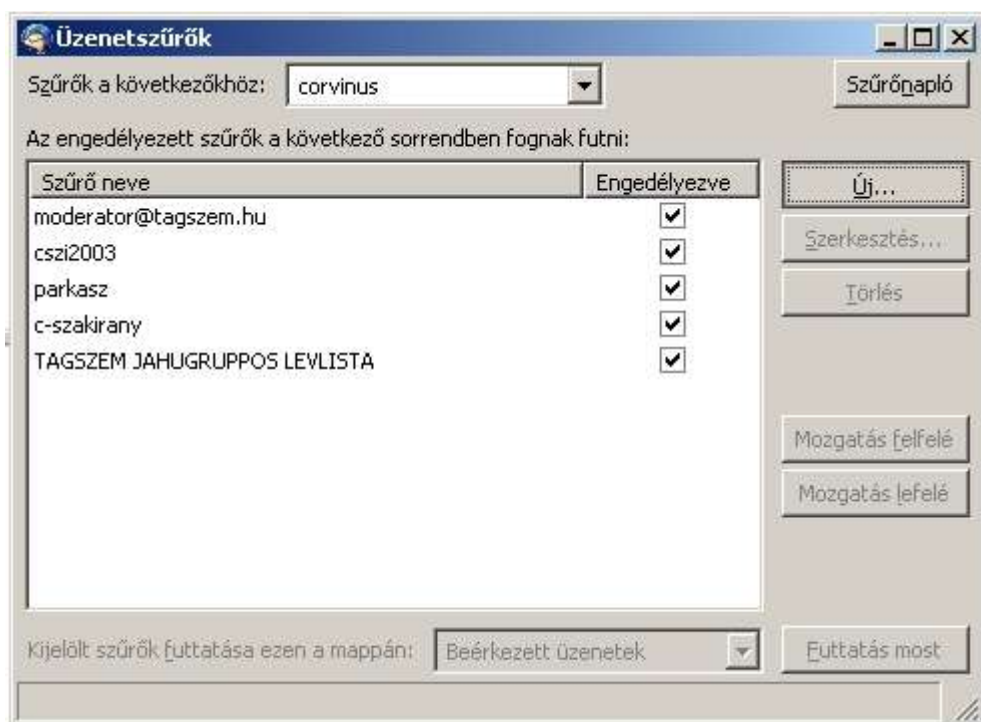 Üzenetszűrők
Szűrők a következőkhöz: corvinus Szűrőnapló
Az engedélyezett szűrők a következő sorrendben fognak futni:
Szűrő neve Engedélyezve
Új...
moderator@tagszem.hu
cszi2003
Szerkesztés...
parkasz
Törlés
c-szakirany
TAGSZEM JAHUGRUPPOS LEVLISTA
Mozgatás felfelé
Mozgatás lefelé
Kijelölt szűrők futtatása ezen a mappán: Beérkezett üzenetek Futtatás most